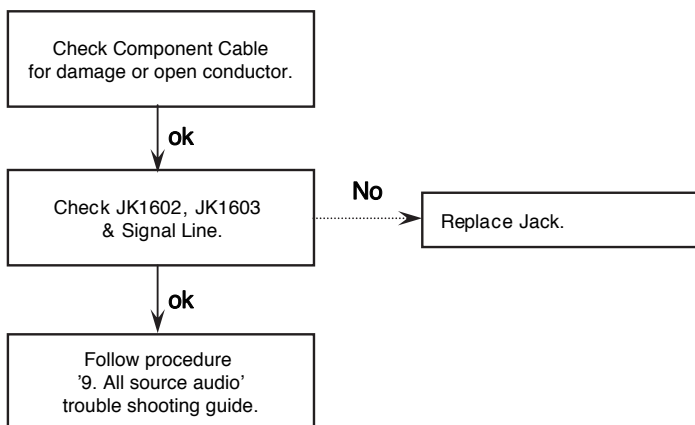 Check Component Cable
for damage or open conductor.
ok
Check JK1602, JK1603
& Signal Line.
No
Replace Jack.
ok
Follow procedure
'9. All source audio'
trouble shooting guide.